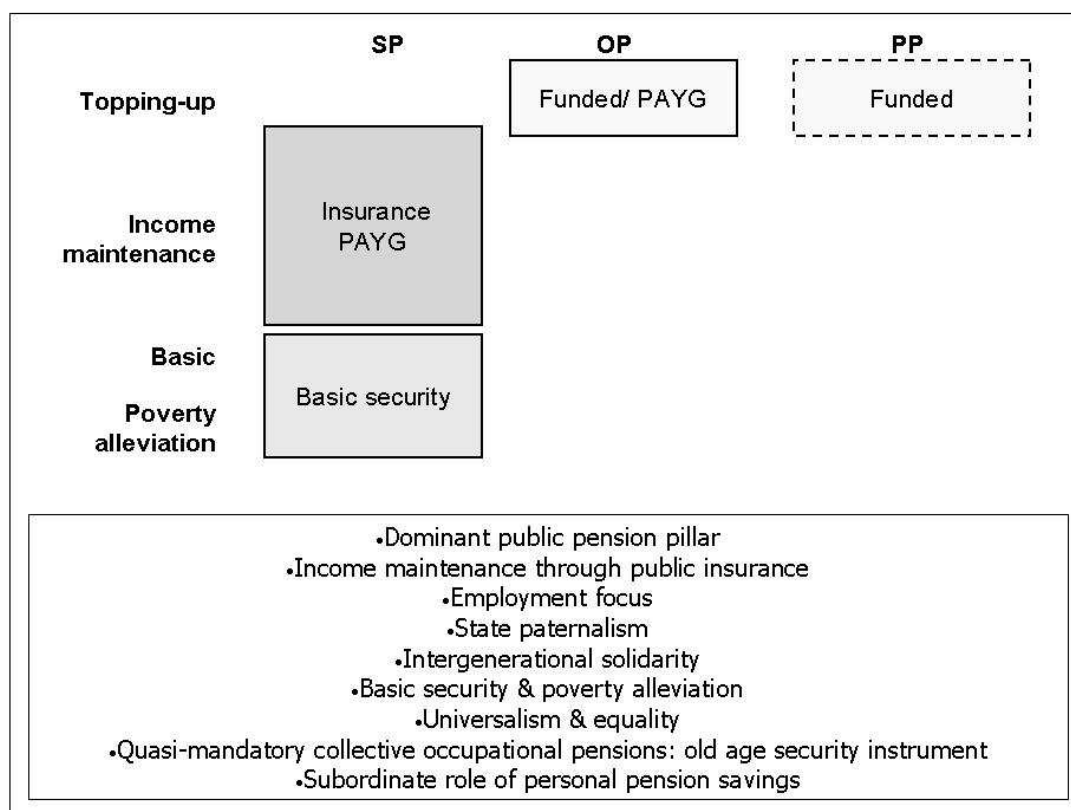 SP OP PP
Topping-up Funded/ PAYG Funded
Income
maintenance
Insurance
PAYG
Basic
Poverty
alleviation
Basic security
•Dominant public pension pillar
•Income maintenance through public insurance
•Employment focus
•State paternalism
•Intergenerational solidarity
•Basic security & poverty alleviation
•Universalism & equality
•Quasi-mandatory collective occupational pensions: old age security instrument
•Subordinate role of personal pension savings